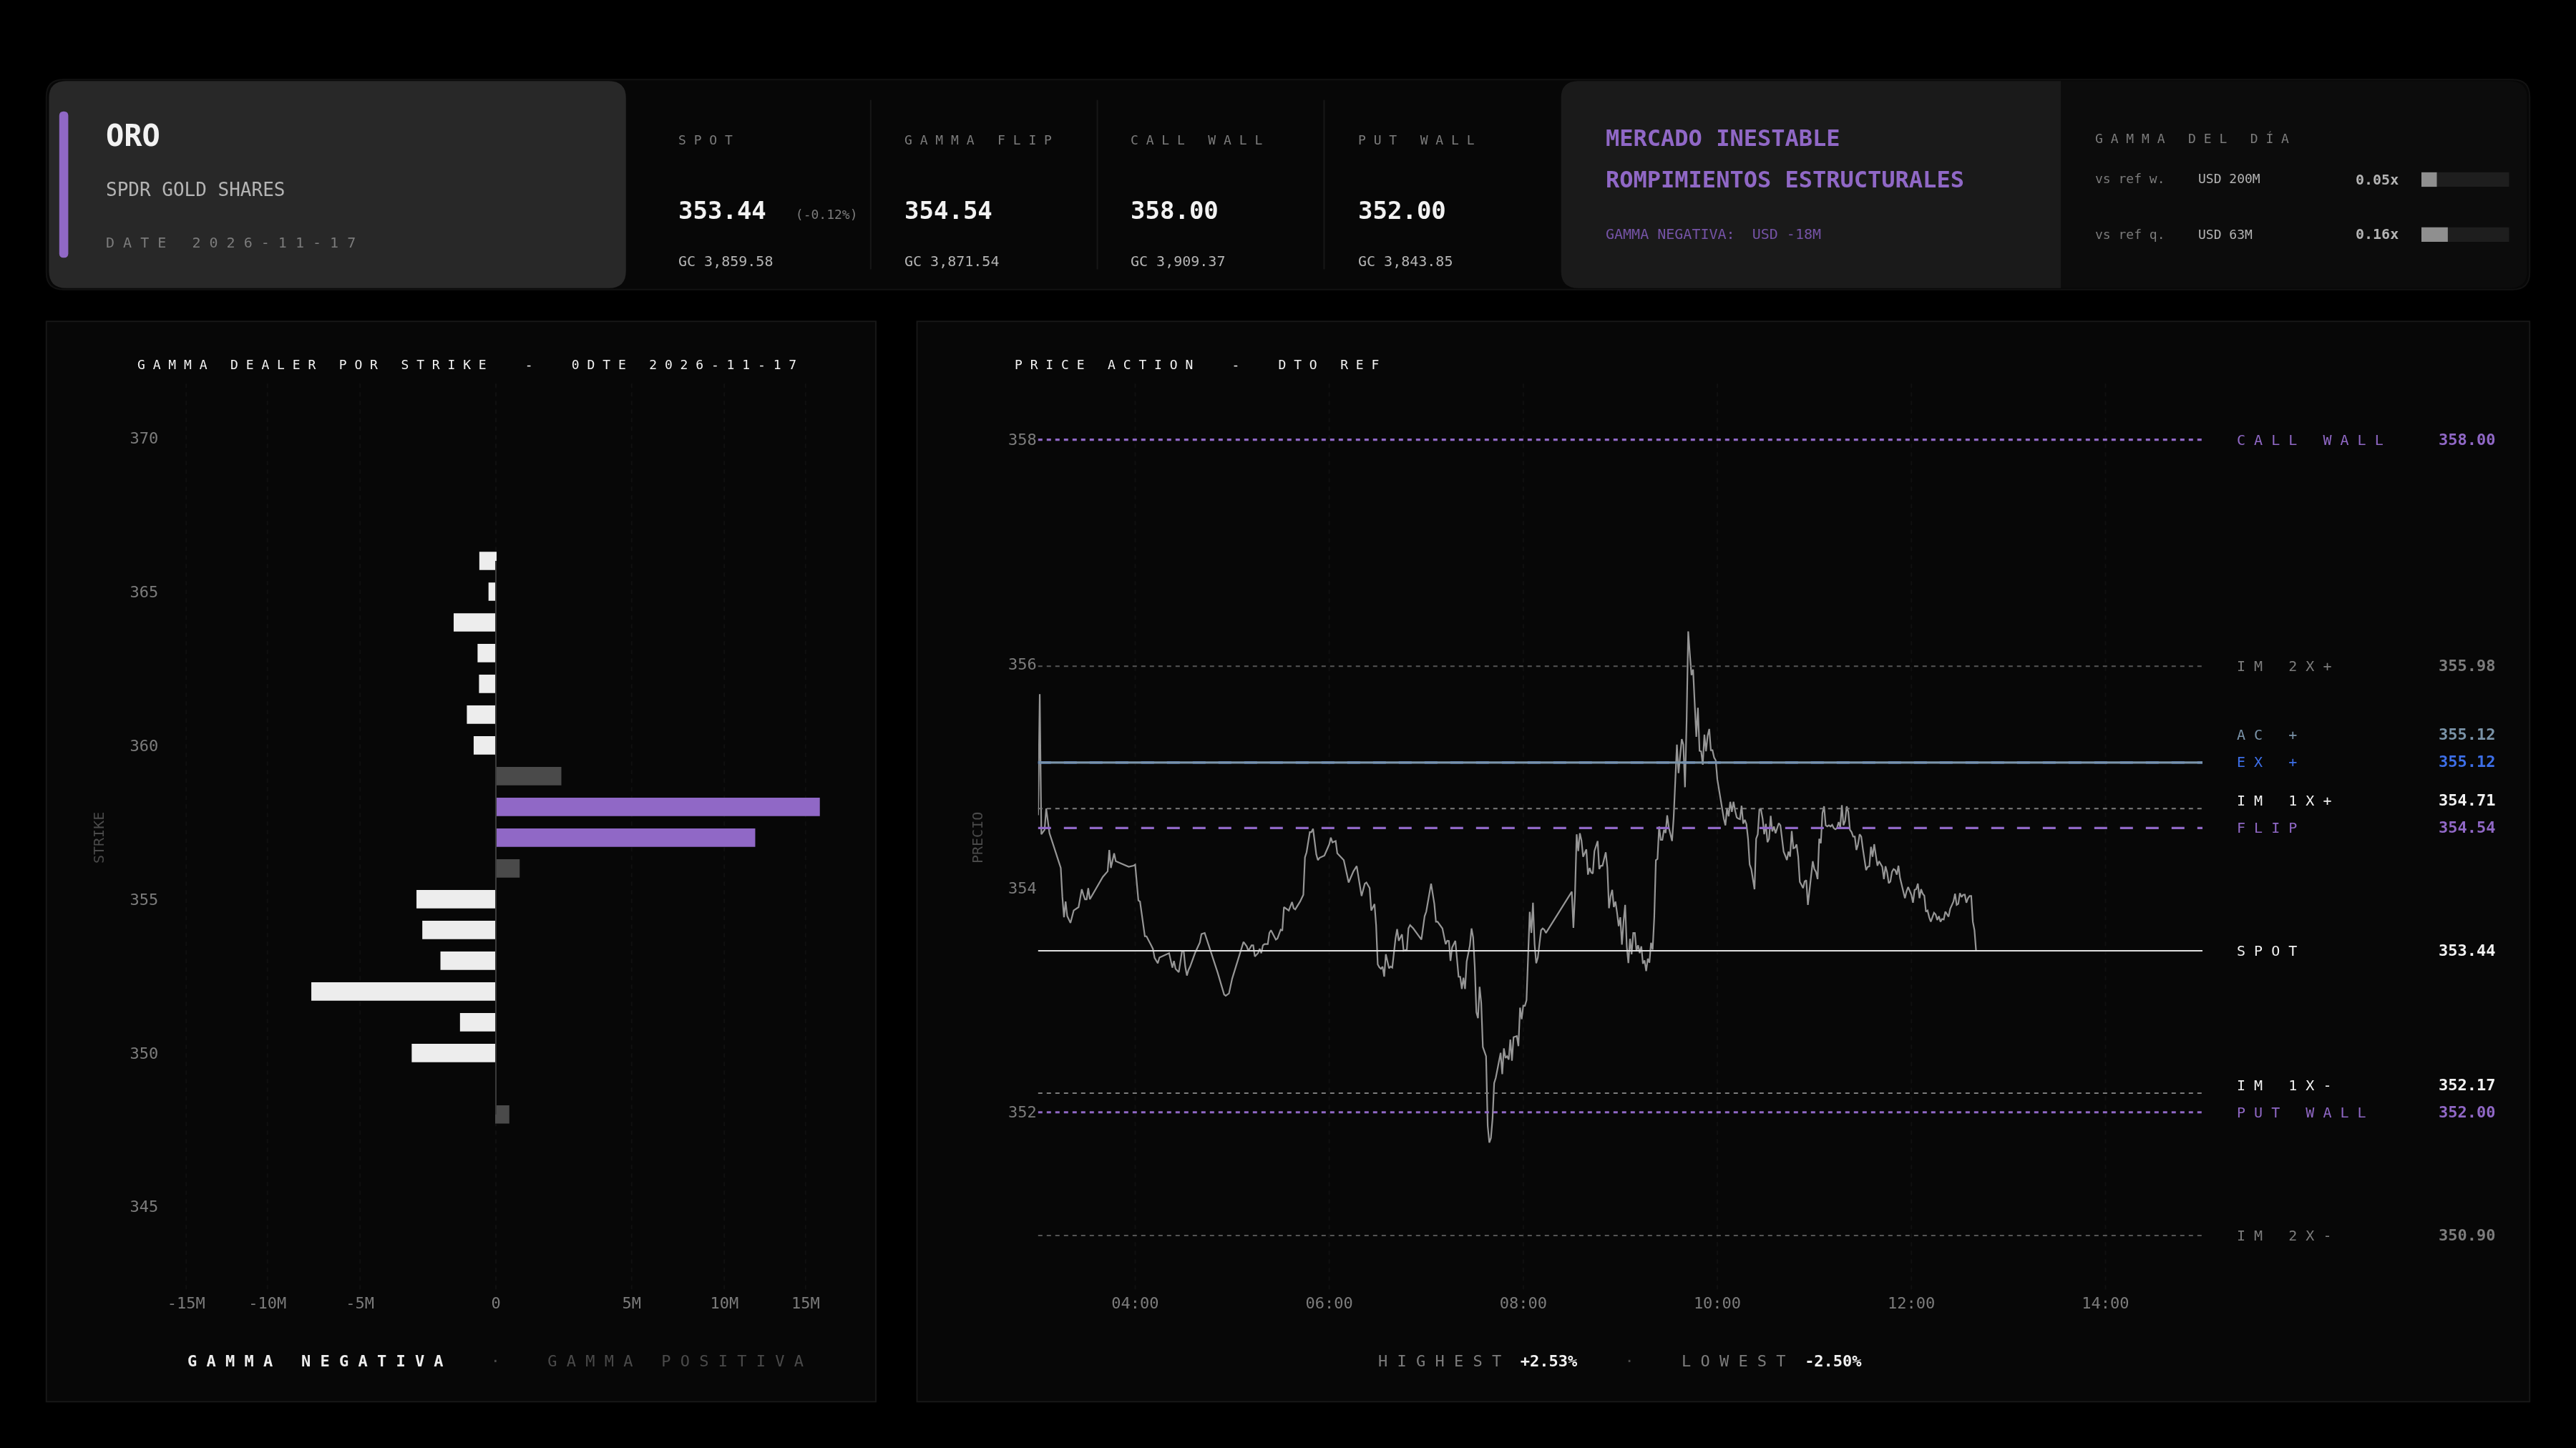 ORO
SPDR GOLD SHARES
DATE 2026-11-17
SPOT
353.44 (-0.12%)
GC 3,859.58
GAMMA FLIP
354.54
GC 3,871.54
CALL WALL
358.00
GC 3,909.37
PUT WALL
352.00
GC 3,843.85
MERCADO INESTABLE
ROMPIMIENTOS ESTRUCTURALES
GAMMA NEGATIVA: USD -18M
GAMMA DEL DÍA
vs ref w. USD 200M 0.05x
vs ref q. USD 63M 0.16x
GAMMA DEALER POR STRIKE - 0DTE 2026-11-17
370
365
360
355
350
345
STRIKE
-15M -10M -5M 0 5M 10M 15M
GAMMA NEGATIVA · GAMMA POSITIVA
PRICE ACTION - DTO REF
358
356
354
352
PRECIO
CALL WALL 358.00
IM 2X+ 355.98
AC + 355.12
EX + 355.12
IM 1X+ 354.71
FLIP 354.54
SPOT 353.44
IM 1X- 352.17
PUT WALL 352.00
IM 2X- 350.90
04:00 06:00 08:00 10:00 12:00 14:00
HIGHEST +2.53% · LOWEST -2.50%